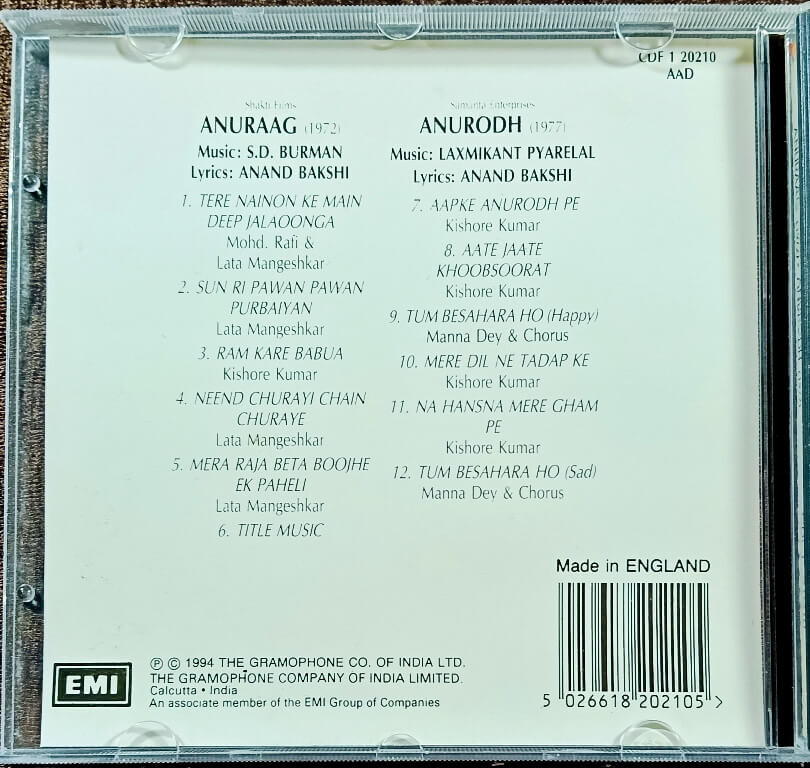 CDF 1 20210
AAD
Shakti Films
ANURAAG (1972)
Music: S.D. BURMAN
Lyrics: ANAND BAKSHI
1. TERE NAINON KE MAIN
DEEP JALAOONGA
Mohd. Rafi &
Lata Mangeshkar
2. SUN RI PAWAN PAWAN
PURBAIYAN
Lata Mangeshkar
3. RAM KARE BABUA
Kishore Kumar
4. NEEND CHURAYI CHAIN
CHURAYE
Lata Mangeshkar
5. MERA RAJA BETA BOOJHE
EK PAHELI
Lata Mangeshkar
6. TITLE MUSIC
Samanta Enterprises
ANURODH (1977)
Music: LAXMIKANT PYARELAL
Lyrics: ANAND BAKSHI
7. AAPKE ANURODH PE
Kishore Kumar
8. AATE JAATE
KHOOBSOORAT
Kishore Kumar
9. TUM BESAHARA HO (Happy)
Manna Dey & Chorus
10. MERE DIL NE TADAP KE
Kishore Kumar
11. NA HANSNA MERE GHAM
PE
Kishore Kumar
12. TUM BESAHARA HO (Sad)
Manna Dey & Chorus
Made in ENGLAND
5 026618 202105 >
EMI
℗ © 1994 THE GRAMOPHONE CO. OF INDIA LTD.
THE GRAMOPHONE COMPANY OF INDIA LIMITED.
Calcutta • India
An associate member of the EMI Group of Companies